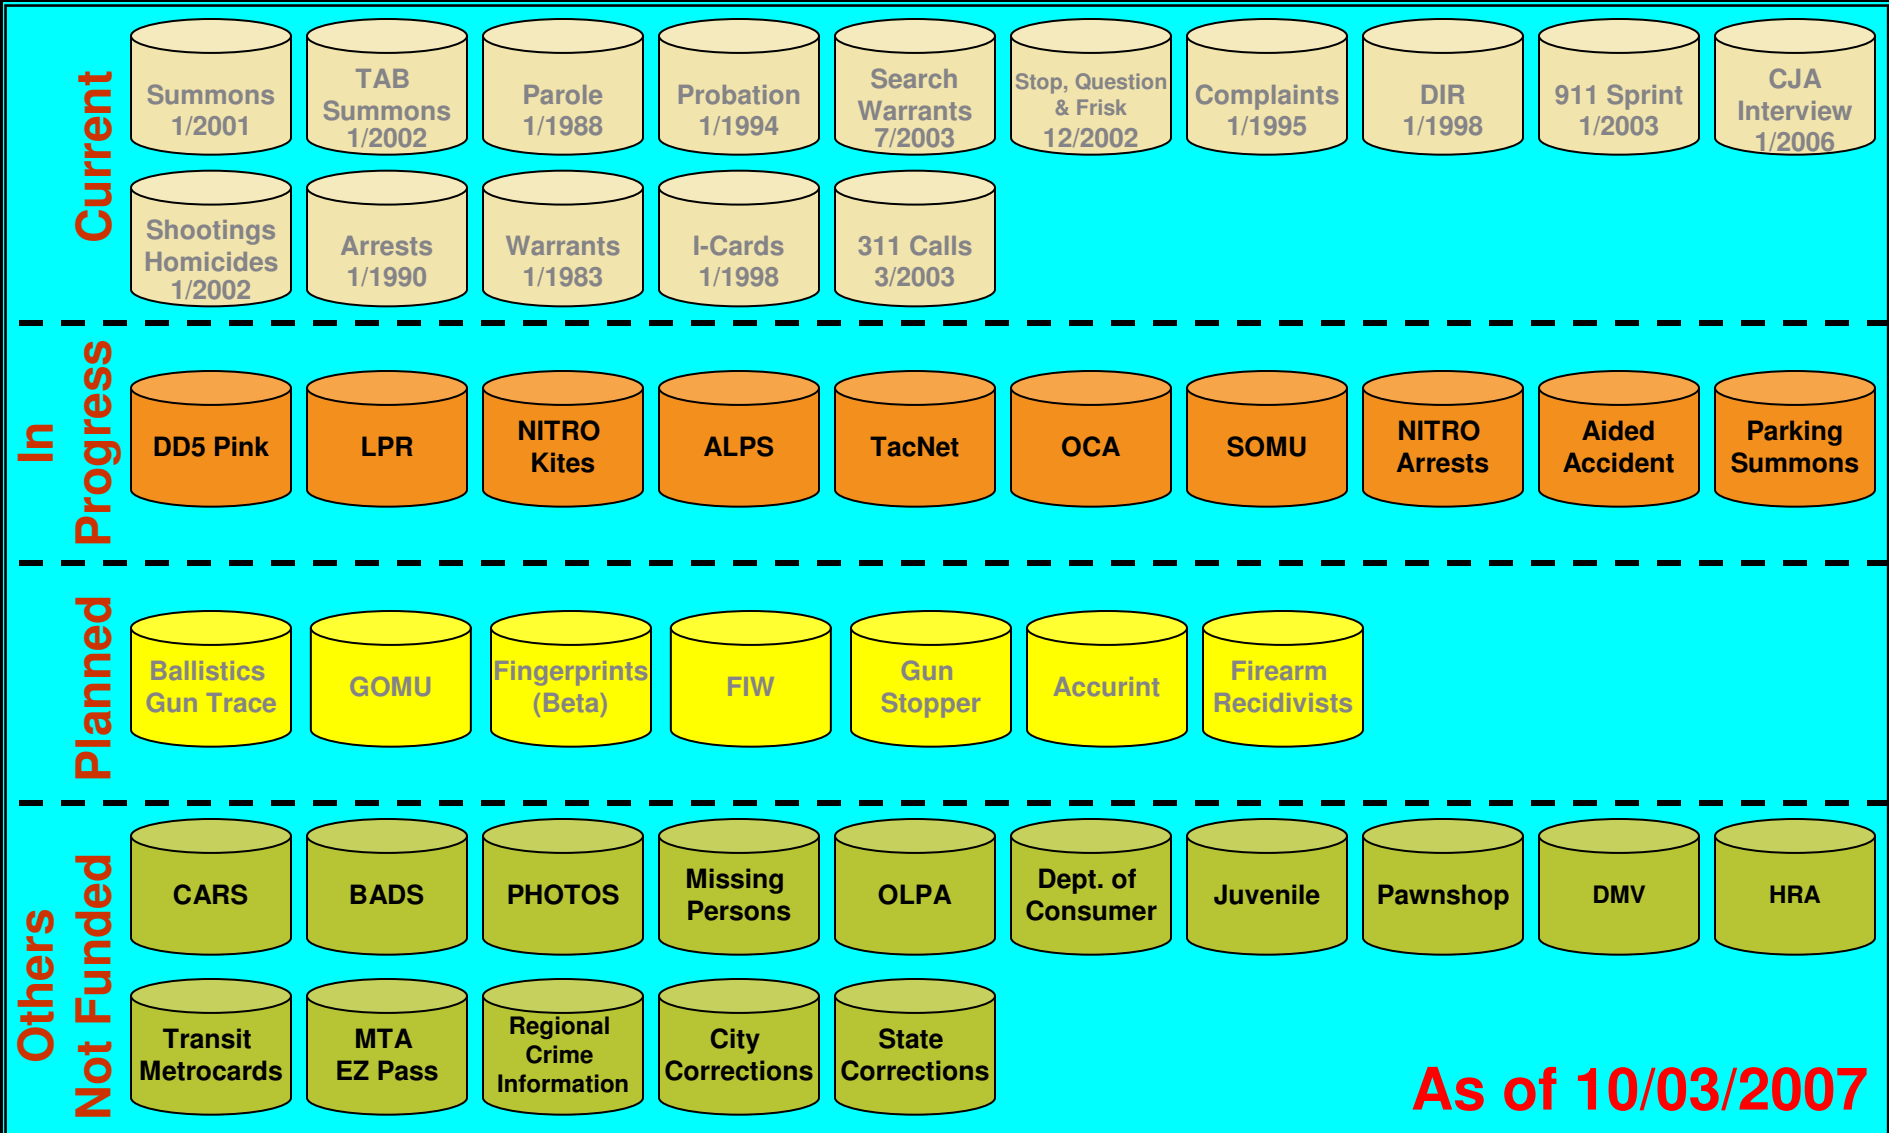 Current
Summons
1/2001
TAB
Summons
1/2002
Parole
1/1988
Probation
1/1994
Search
Warrants
7/2003
Stop, Question
& Frisk
12/2002
Complaints
1/1995
DIR
1/1998
911 Sprint
1/2003
CJA
Interview
1/2006
Shootings
Homicides
1/2002
Arrests
1/1990
Warrants
1/1983
I-Cards
1/1998
311 Calls
3/2003
In
Progress
DD5 Pink
LPR
NITRO
Kites
ALPS
TacNet
OCA
SOMU
NITRO
Arrests
Aided
Accident
Parking
Summons
Planned
Ballistics
Gun Trace
GOMU
Fingerprints
(Beta)
FIW
Gun
Stopper
Accurint
Firearm
Recidivists
Others
Not Funded
CARS
BADS
PHOTOS
Missing
Persons
OLPA
Dept. of
Consumer
Juvenile
Pawnshop
DMV
HRA
Transit
Metrocards
MTA
EZ Pass
Regional
Crime
Information
City
Corrections
State
Corrections
As of 10/03/2007